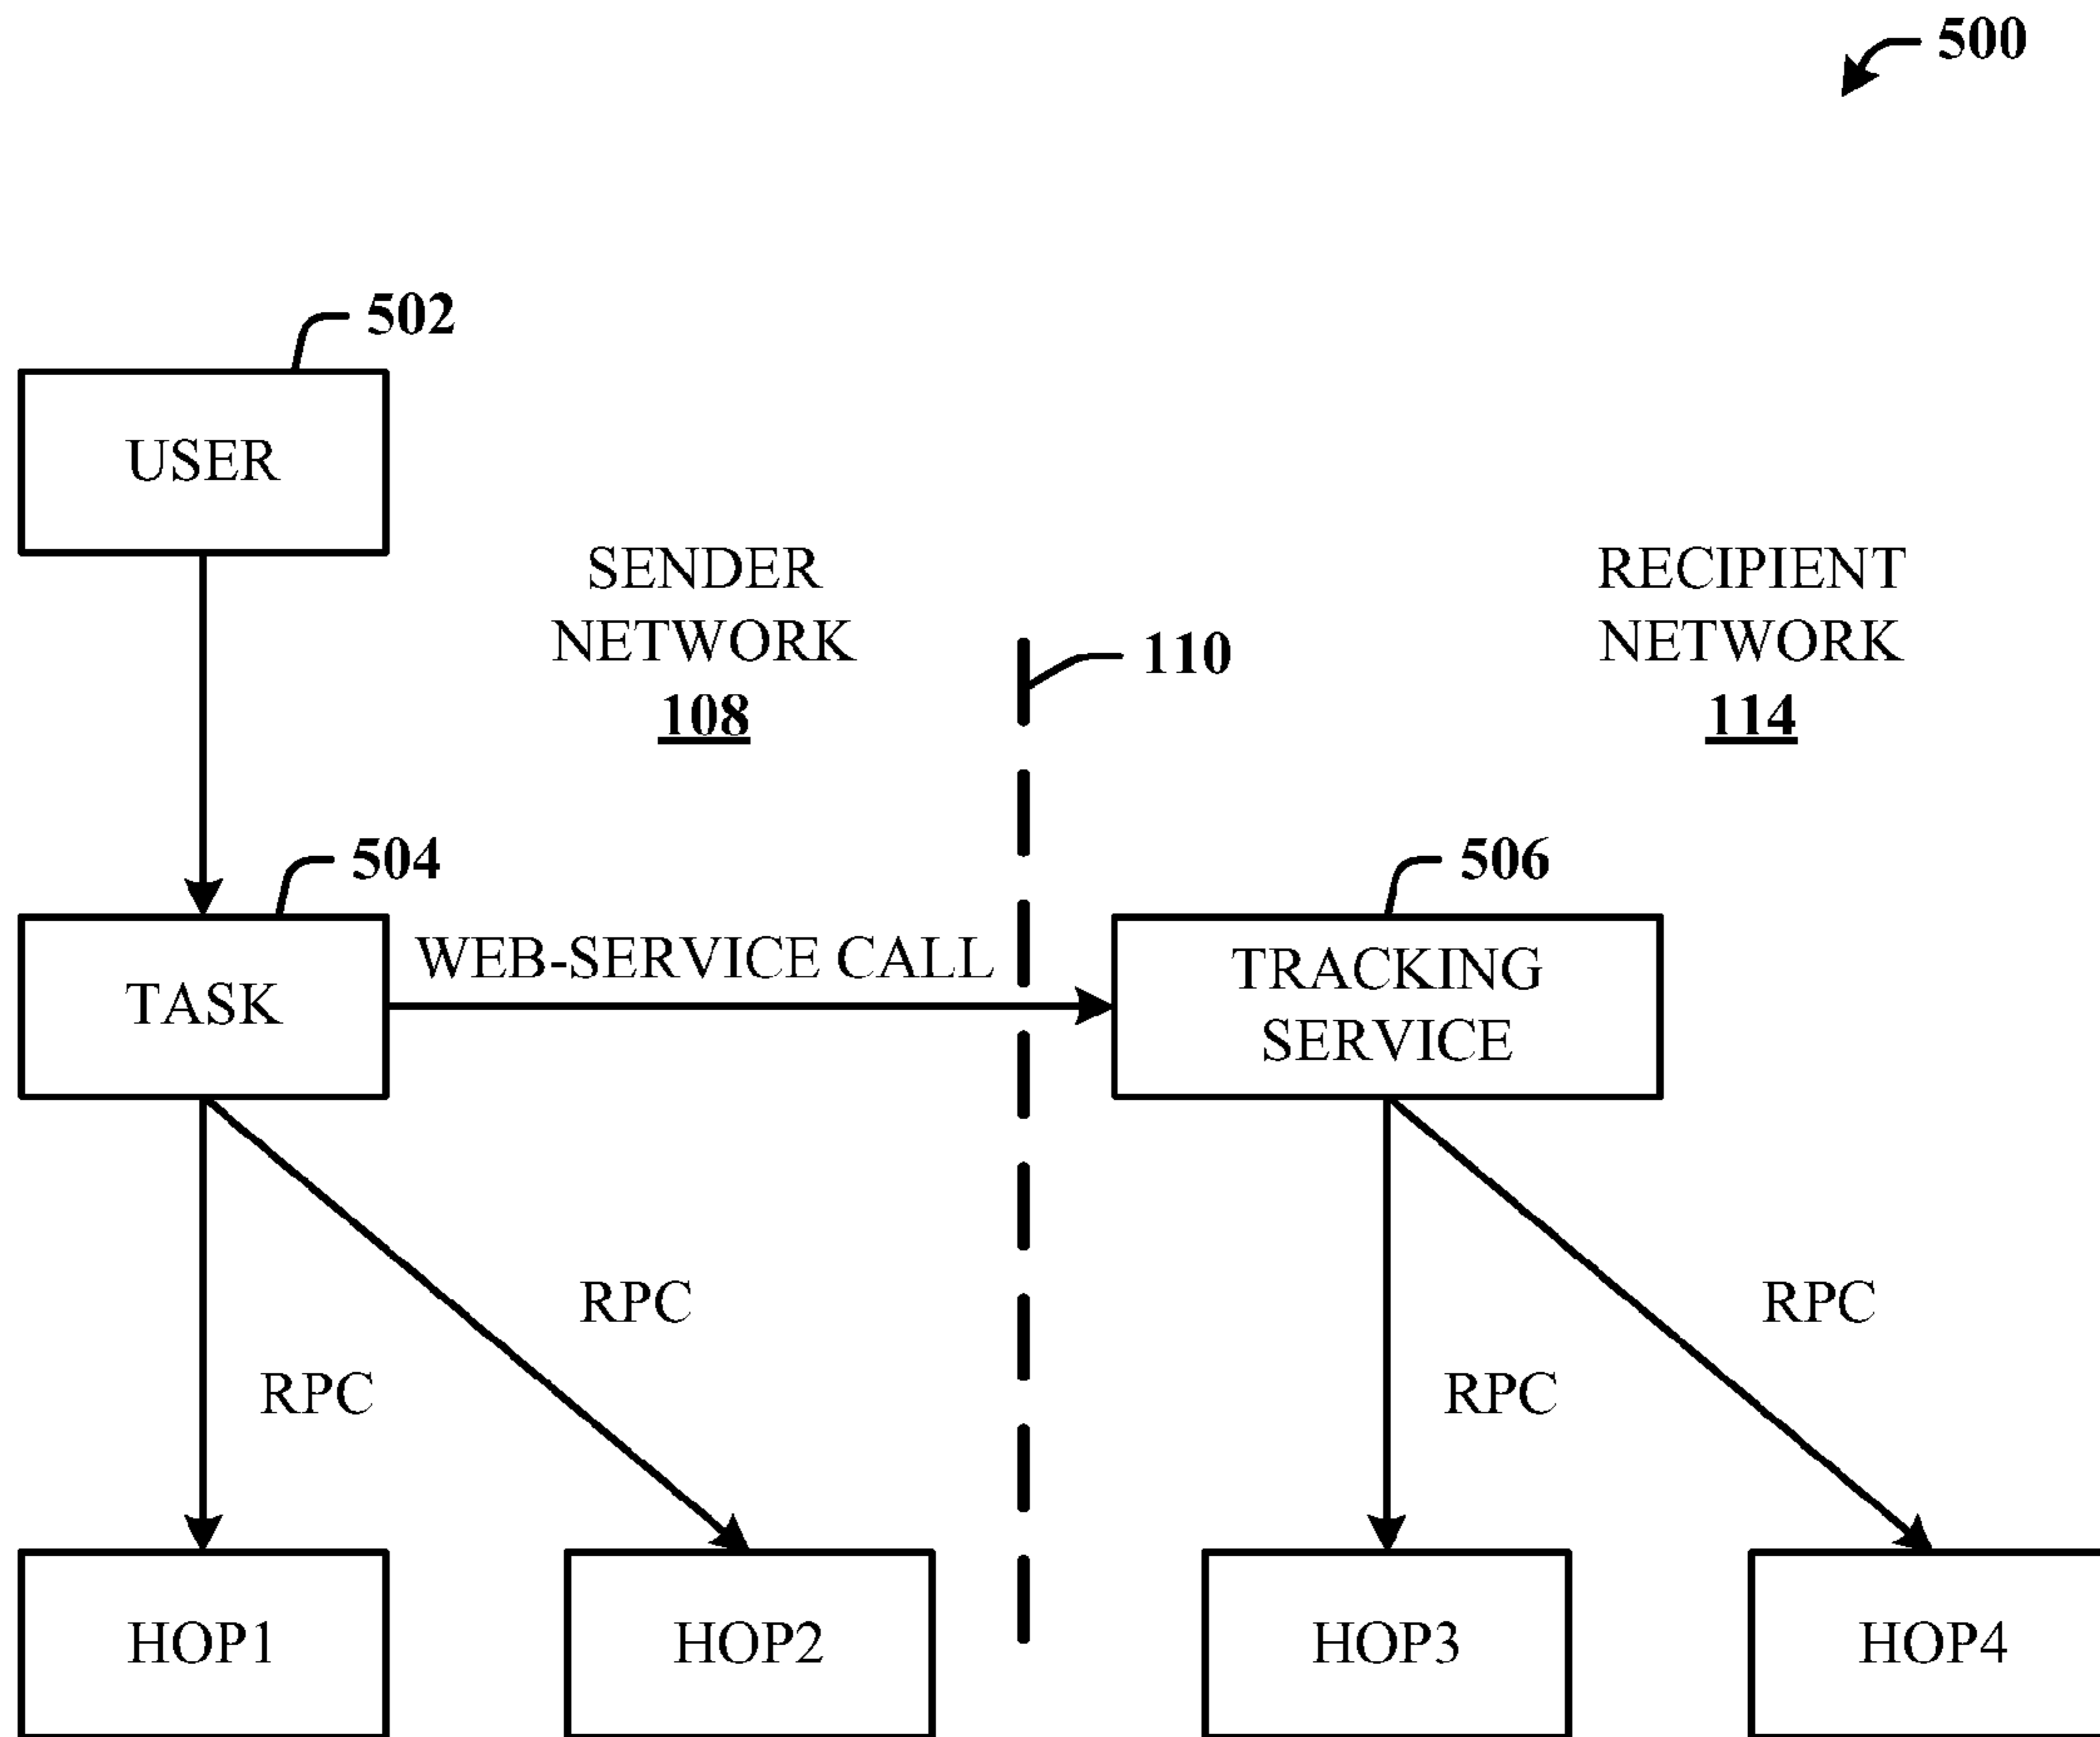 500
502
USER
SENDER
NETWORK
108
110
RECIPIENT
NETWORK
114
504
TASK
WEB-SERVICE CALL
506
TRACKING
SERVICE
RPC
RPC
RPC
RPC
HOP1
HOP2
HOP3
HOP4